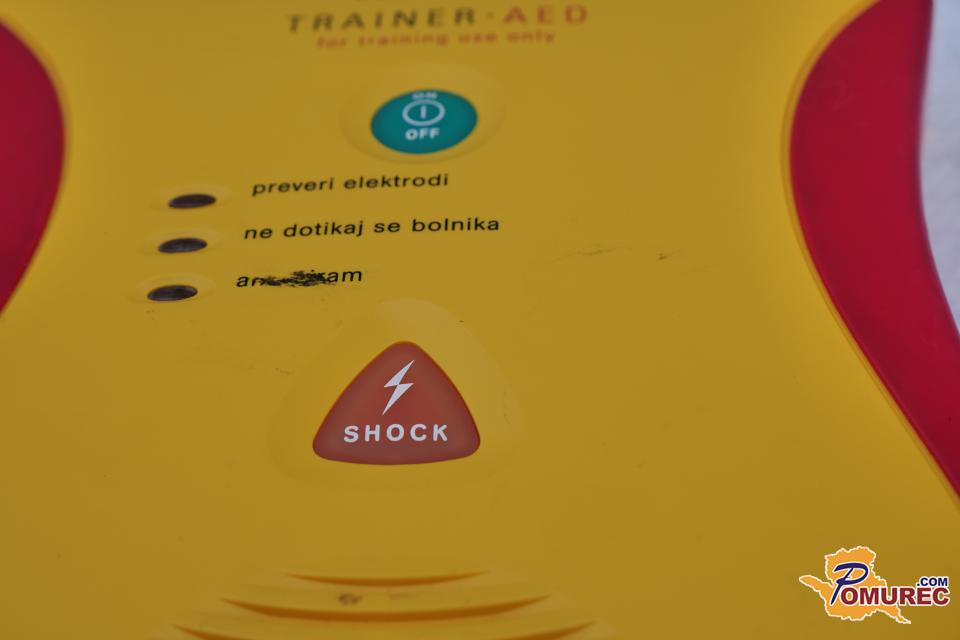 TRAINER-AED
for training use only
ON
OFF
preveri elektrodi
ne dotikaj se bolnika
SHOCK
POMUREC
.COM